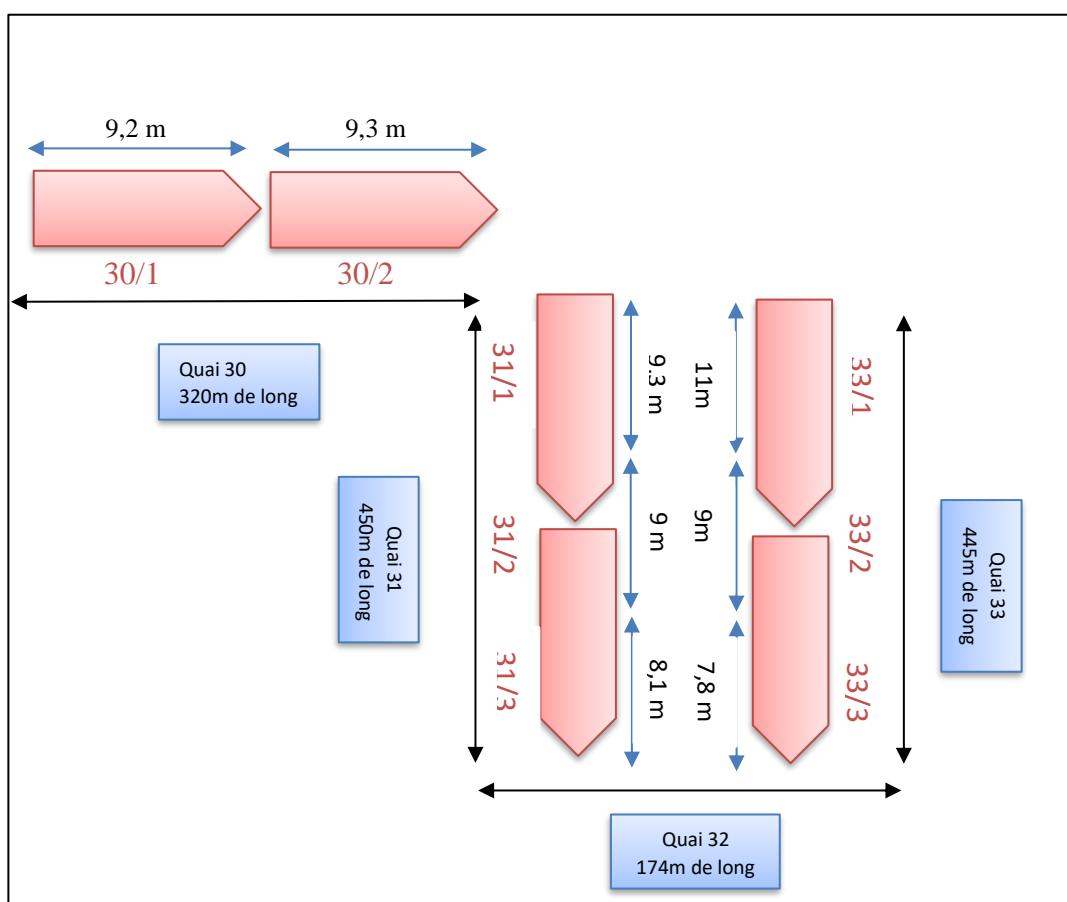 9,2 m
9,3 m
30/1
30/2
Quai 30
320m de long
31/1
9.3 m
11m
33/1
Quai 31
450m de long
31/2
9 m
9m
33/2
Quai 33
445m de long
31/3
8,1 m
7,8 m
33/3
Quai 32
174m de long